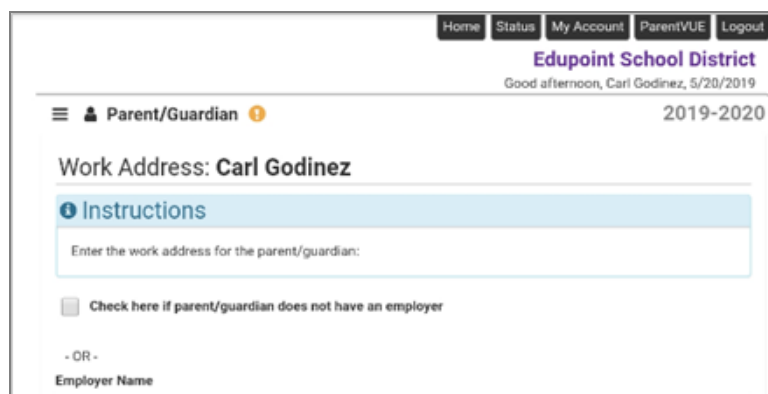 Home Status My Account ParentVUE Logout
Edupoint School District
Good afternoon, Carl Godinez, 5/20/2019
Parent/Guardian
2019-2020
Work Address: Carl Godinez
Instructions
Enter the work address for the parent/guardian:
Check here if parent/guardian does not have an employer
- OR -
Employer Name